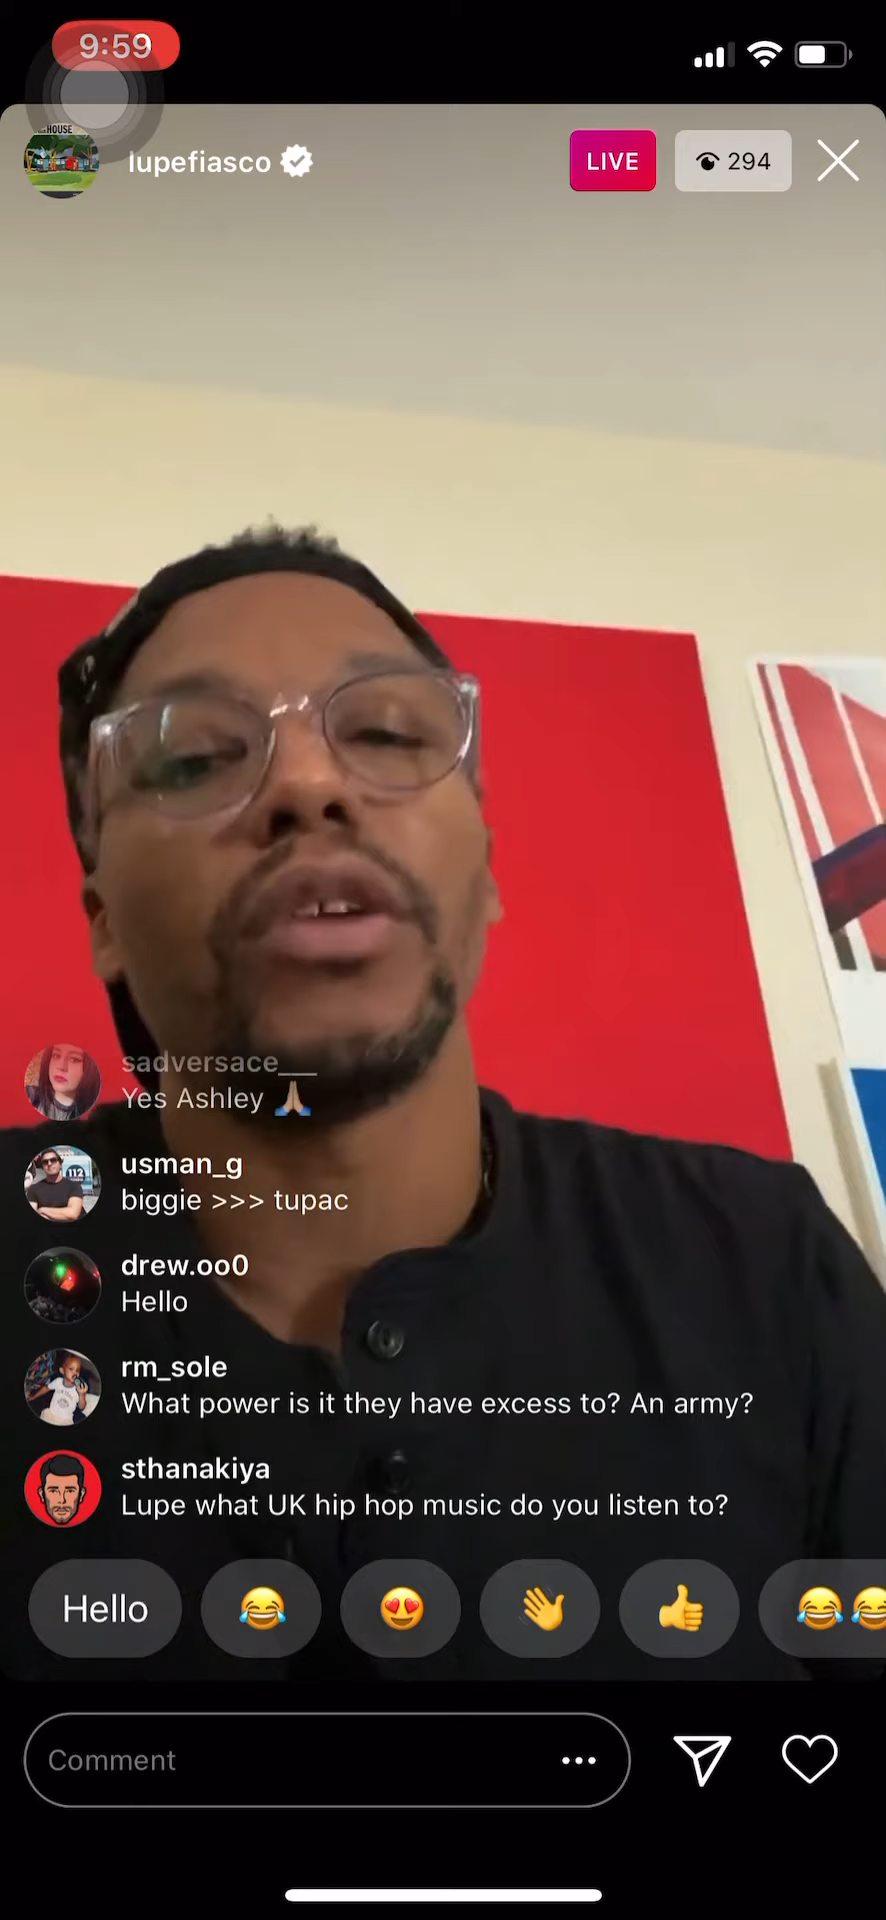 9:59
HOUSE
lupefiasco
LIVE
294
sadversace___
Yes Ashley 🙏🏼
usman_g
biggie >>> tupac
112
drew.oo0
Hello
rm_sole
What power is it they have excess to? An army?
sthanakiya
Lupe what UK hip hop music do you listen to?
Hello 😂 😍 👋 👍 😂😂
Comment